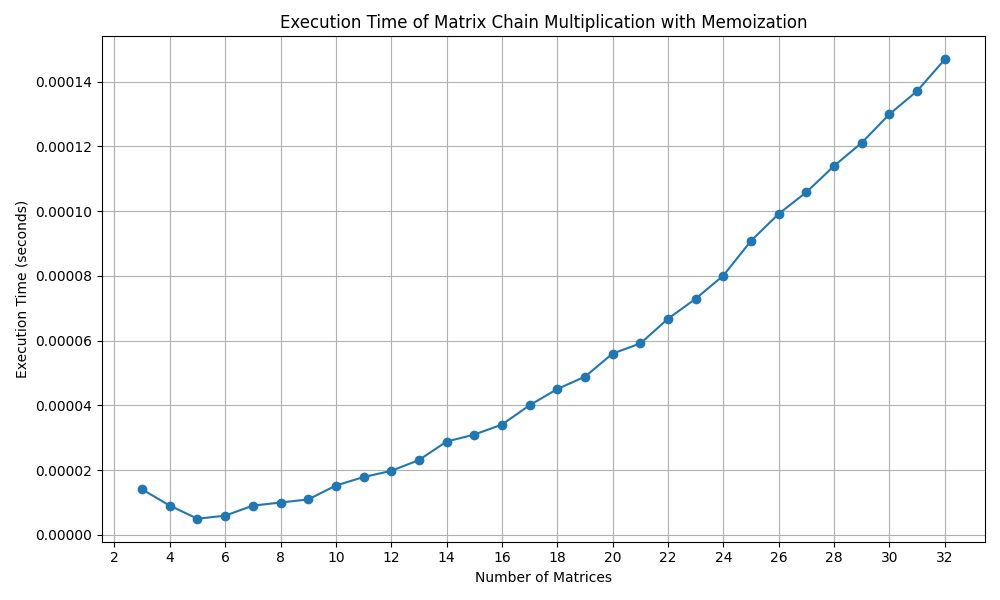 Execution Time of Matrix Chain Multiplication with Memoization
Execution Time (seconds)
0.00014
0.00012
0.00010
0.00008
0.00006
0.00004
0.00002
0.00000
2 4 6 8 10 12 14 16 18 20 22 24 26 28 30 32
Number of Matrices